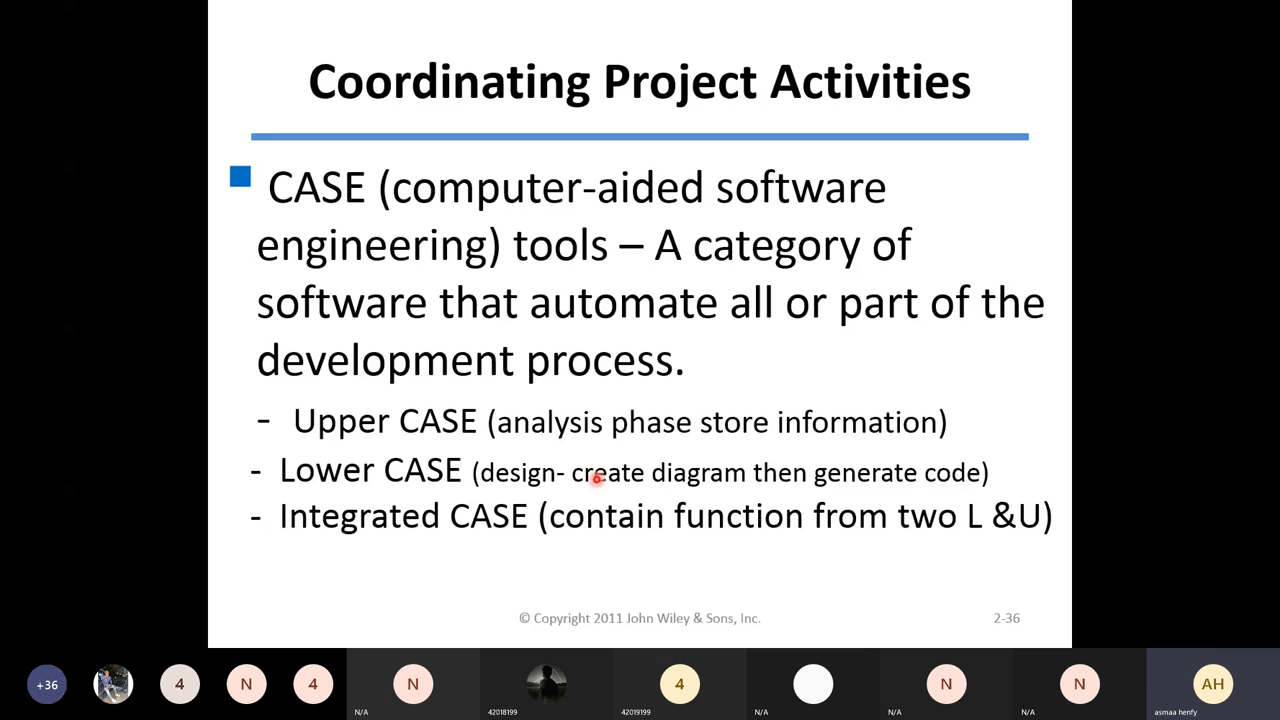 Coordinating Project Activities
CASE (computer-aided software
engineering) tools – A category of
software that automate all or part of the
development process.
- Upper CASE (analysis phase store information)
- Lower CASE (design- create diagram then generate code)
- Integrated CASE (contain function from two L &U)
© Copyright 2011 John Wiley & Sons, Inc.
2-36
+36
4
N
4
N
4
N
N
AH
N/A
42018199
42019199
N/A
N/A
N/A
asmaa henfy